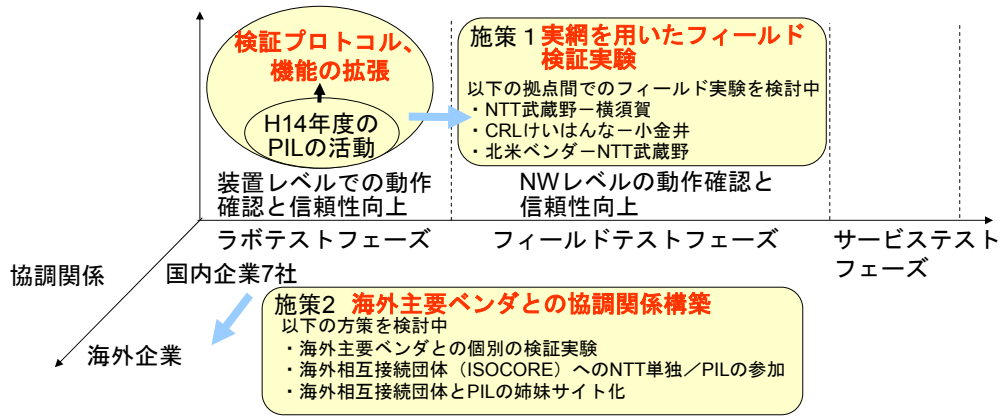 検証プロトコル、
機能の拡張
H14年度の
PILの活動
施策1 実網を用いたフィールド
検証実験
以下の拠点間でのフィールド実験を検討中
・NTT武蔵野－横須賀
・CRLけいはんな－小金井
・北米ベンダーNTT武蔵野
装置レベルでの動作
確認と信頼性向上
NWレベルの動作確認と
信頼性向上
ラボテストフェーズ
フィールドテストフェーズ
サービステスト
フェーズ
協調関係
国内企業7社
海外企業
施策2 海外主要ベンダとの協調関係構築
以下の方策を検討中
・海外主要ベンダとの個別の検証実験
・海外相互接続団体（ISOCORE）へのNTT単独／PILの参加
・海外相互接続団体とPILの姉妹サイト化